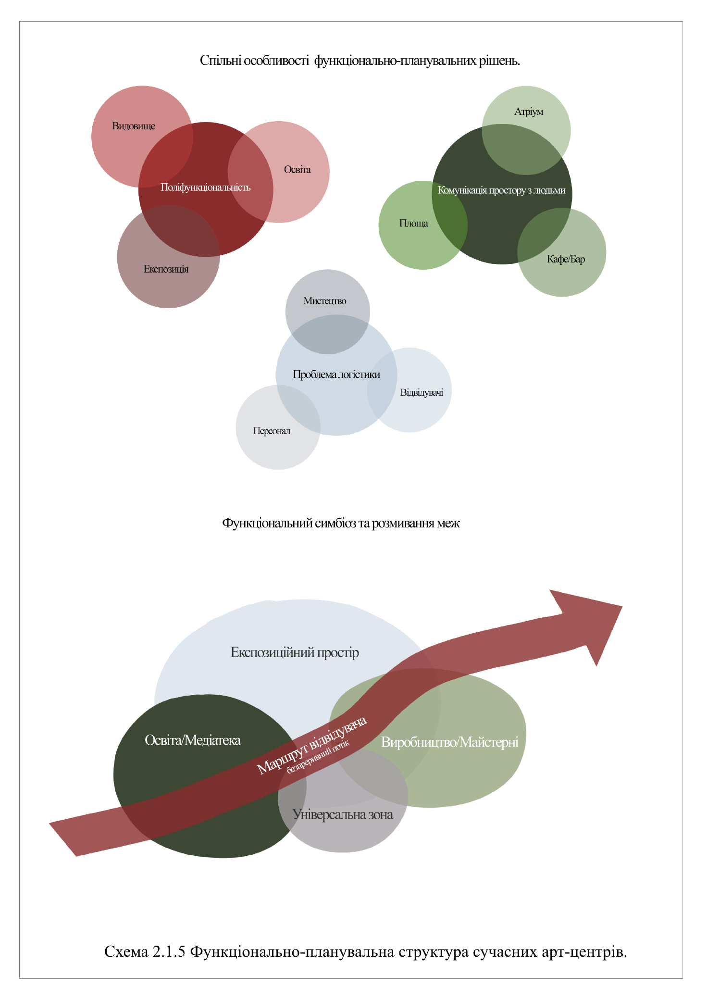 Спільні особливості функціонально-планувальних рішень.
Видовище
Освіта
Поліфункціональність
Експозиція
Атріум
Комунікація простору з людьми
Площа
Кафе/Бар
Мистецтво
Проблема логістики
Відвідувачі
Персонал
Функціональний симбіоз та розмивання меж
Експозиційний простір
Освіта/Медіатека
Маршрут відвідувача
безпреривний потік
Виробництво/Майстерні
Універсальна зона
Схема 2.1.5 Функціонально-планувальна структура сучасних арт-центрів.